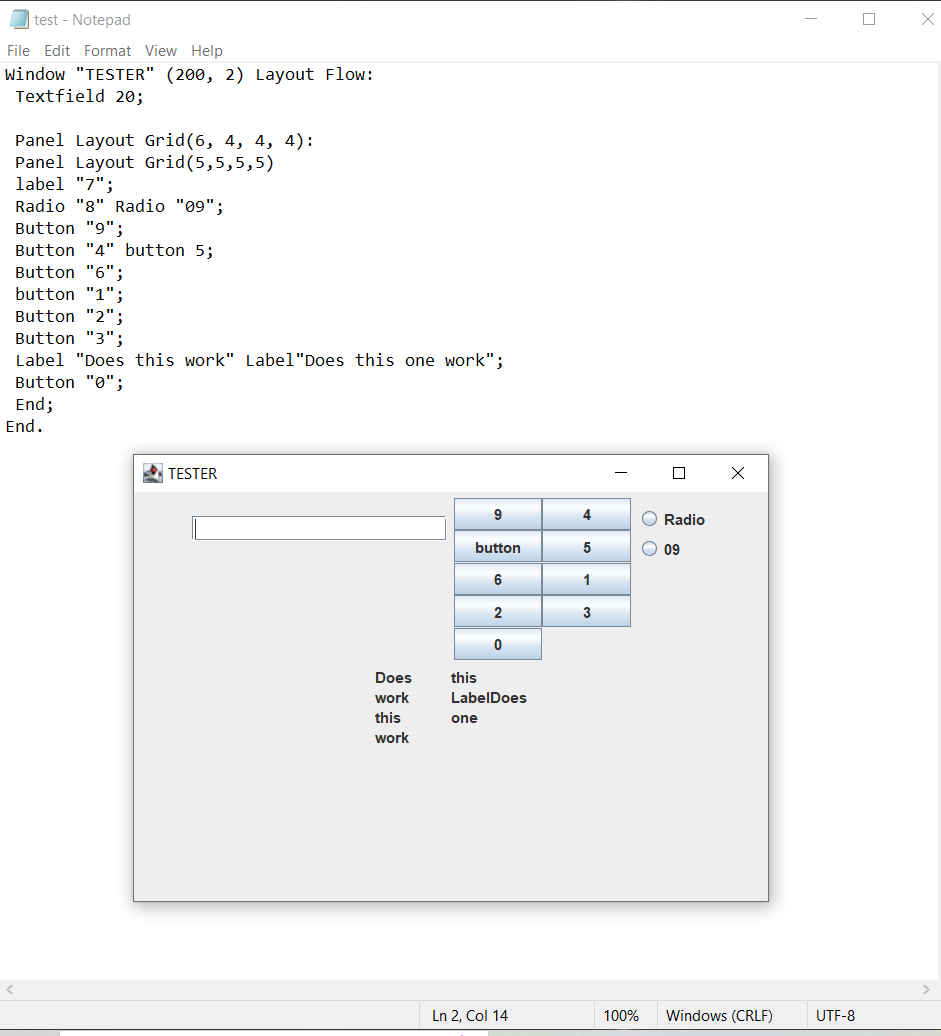 test - Notepad
File Edit Format View Help
Window "TESTER" (200, 2) Layout Flow:
Textfield 20;
Panel Layout Grid(6, 4, 4, 4):
Panel Layout Grid(5,5,5,5)
label "7";
Radio "8" Radio "09";
Button "9";
Button "4" button 5;
Button "6";
button "1";
Button "2";
Button "3";
Label "Does this work" Label"Does this one work";
Button "0";
End;
End.
TESTER
9 4
button 5
6 1
2 3
0
Radio
09
Does this
work LabelDoes
this one
work
Ln 2, Col 14 100% Windows (CRLF) UTF-8